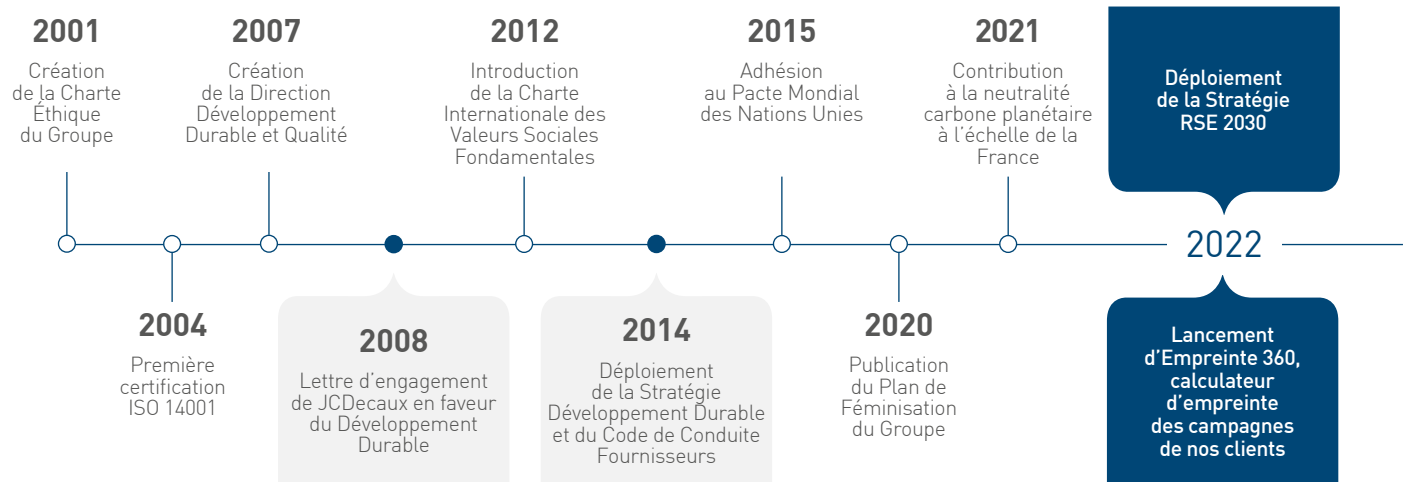 2001
Création
de la Charte
Éthique
du Groupe
2004
Première
certification
ISO 14001
2007
Création
de la Direction
Développement
Durable et Qualité
2008
Lettre d’engagement
de JCDecaux en faveur
du Développement
Durable
2012
Introduction
de la Charte
Internationale des
Valeurs Sociales
Fondamentales
2014
Déploiement
de la Stratégie
Développement Durable
et du Code de Conduite
Fournisseurs
2015
Adhésion
au Pacte Mondial
des Nations Unies
2020
Publication
du Plan de
Féminisation
du Groupe
2021
Contribution
à la neutralité
carbone planétaire
à l’échelle de la
France
Déploiement
de la Stratégie
RSE 2030
2022
Lancement
d’Empreinte 360,
calculateur
d’empreinte
des campagnes
de nos clients